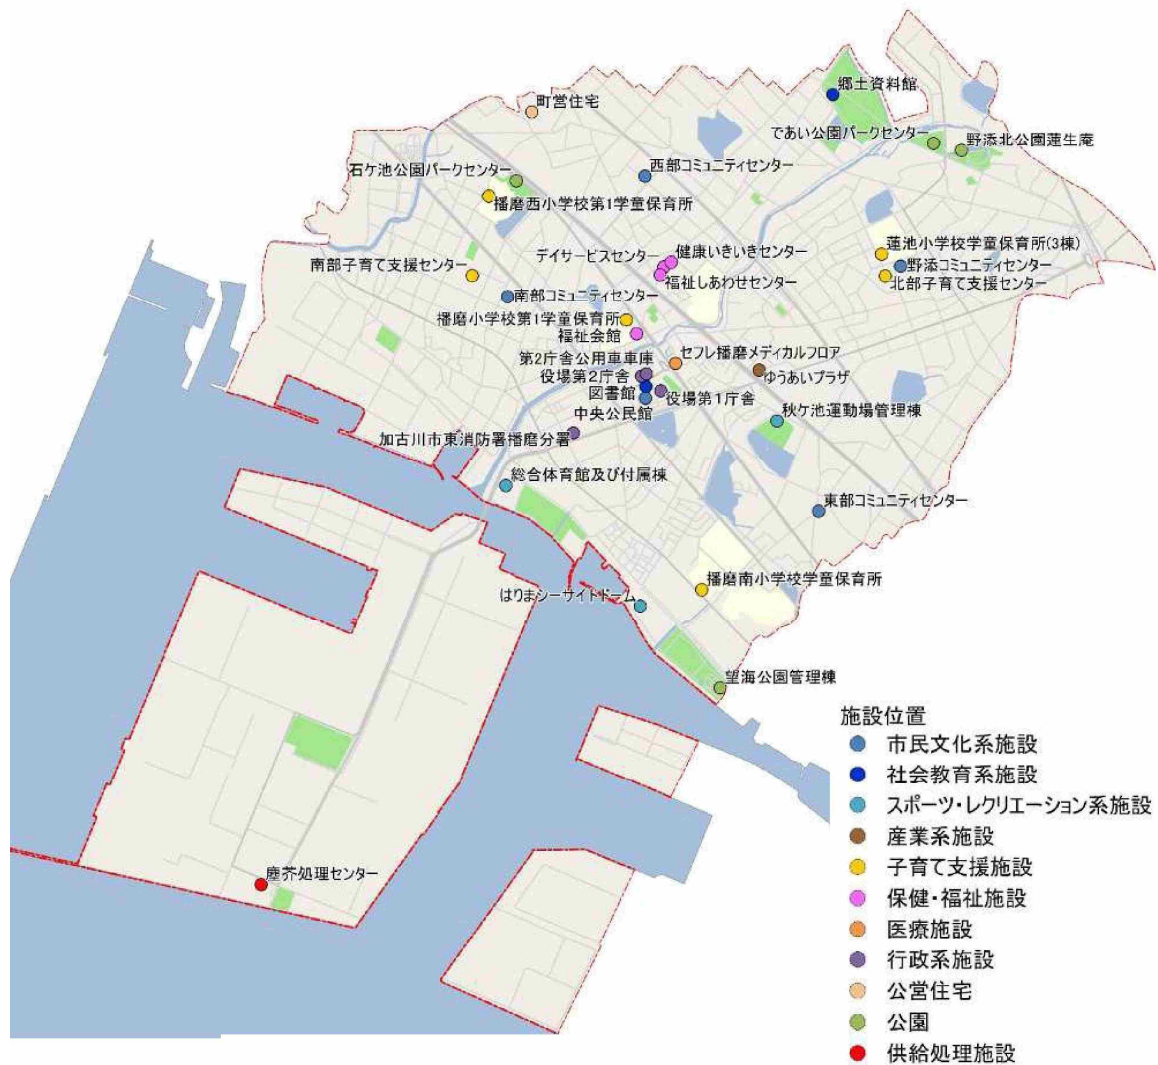 郷土資料館
町営住宅
であい公園パークセンター
野添北公園蓮生庵
石ケ池公園パークセンター
西部コミュニティセンター
播磨西小学校第1学童保育所
蓮池小学校学童保育所(3棟)
デイサービスセンター
健康いきいきセンター
南部子育て支援センター
野添コミュニティセンター
福祉しあわせセンター
北部子育て支援センター
南部コミュニティセンター
播磨小学校第1学童保育所
福祉会館
第2庁舎公用車車庫
セフレ播磨メディカルフロア
役場第2庁舎
ゆうあいプラザ
図書館
役場第1庁舎
中央公民館
秋ケ池運動場管理棟
加古川市東消防署播磨分署
総合体育館及び付属棟
東部コミュニティセンター
播磨南小学校学童保育所
はりまシーサイドドーム
望海公園管理棟
塵芥処理センター
施設位置
市民文化系施設
社会教育系施設
スポーツ・レクリエーション系施設
産業系施設
子育て支援施設
保健・福祉施設
医療施設
行政系施設
公営住宅
公園
供給処理施設